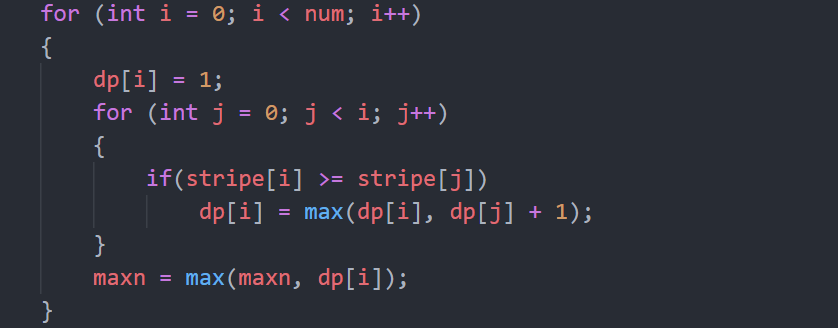 for (int i = 0; i < num; i++)
{
    dp[i] = 1;
    for (int j = 0; j < i; j++)
    {
        if(stripe[i] >= stripe[j])
            dp[i] = max(dp[i], dp[j] + 1);
    }
    maxn = max(maxn, dp[i]);
}